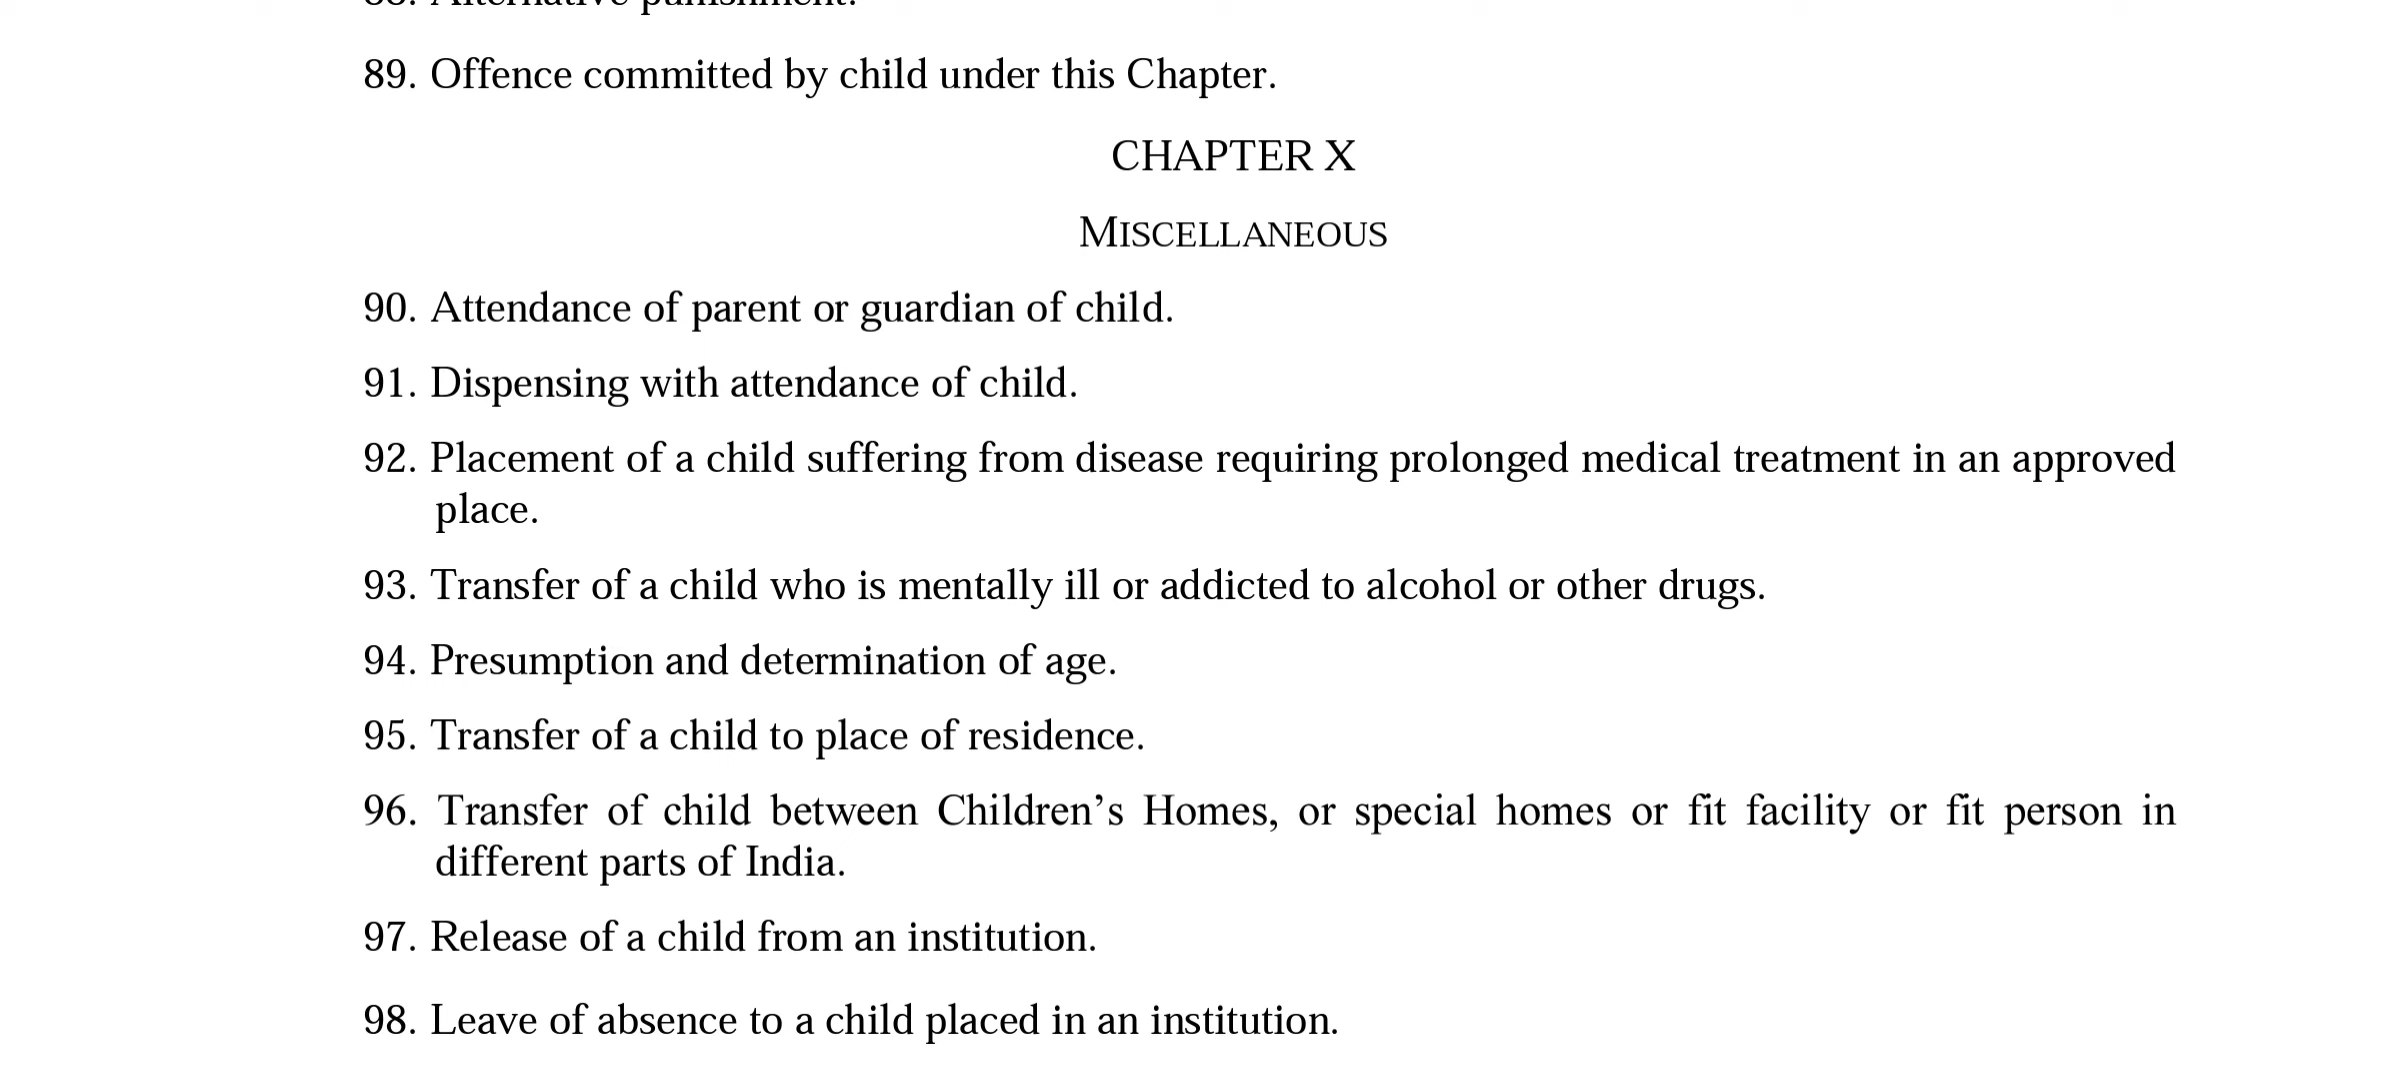 88. Alternative punishment.
89. Offence committed by child under this Chapter.
CHAPTER X
MISCELLANEOUS
90. Attendance of parent or guardian of child.
91. Dispensing with attendance of child.
92. Placement of a child suffering from disease requiring prolonged medical treatment in an approved
place.
93. Transfer of a child who is mentally ill or addicted to alcohol or other drugs.
94. Presumption and determination of age.
95. Transfer of a child to place of residence.
96. Transfer of child between Children’s Homes, or special homes or fit facility or fit person in
different parts of India.
97. Release of a child from an institution.
98. Leave of absence to a child placed in an institution.